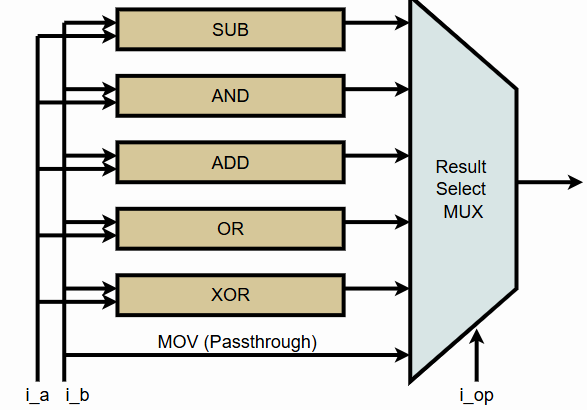 SUB
AND
ADD
OR
XOR
MOV (Passthrough)
Result
Select
MUX
i_a
i_b
i_op